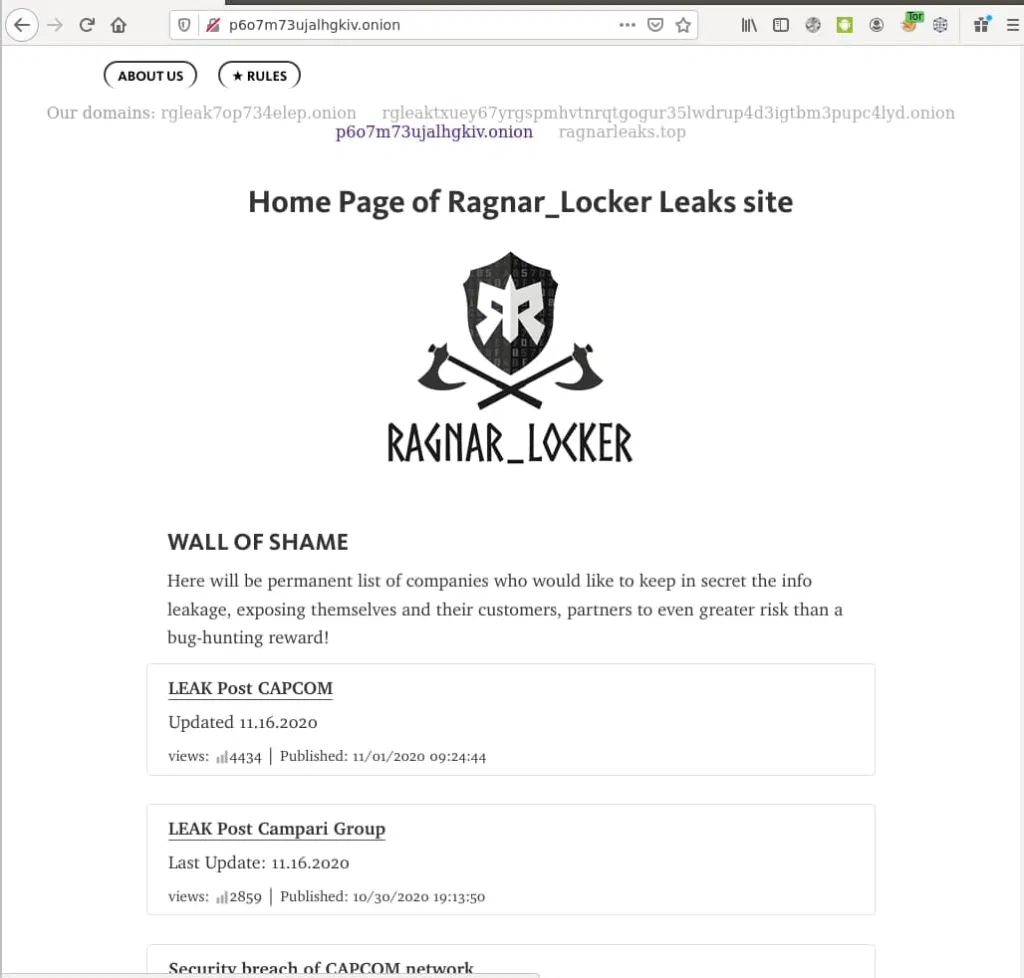 p6o7m73ujalhgkiv.onion
Tor
ABOUT US ★ RULES
Our domains: rgleak7op734elep.onion rgleaktxuey67yrgspmhvtnrqtgogur35lwdrup4d3igtbm3pupc4lyd.onion
p6o7m73ujalhgkiv.onion ragnarleaks.top
Home Page of Ragnar_Locker Leaks site
RAGNAR_LOCKER
WALL OF SHAME
Here will be permanent list of companies who would like to keep in secret the info
leakage, exposing themselves and their customers, partners to even greater risk than a
bug-hunting reward!
LEAK Post CAPCOM
Updated 11.16.2020
views: 4434 | Published: 11/01/2020 09:24:44
LEAK Post Campari Group
Last Update: 11.16.2020
views: 2859 | Published: 10/30/2020 19:13:50
Security breach of CAPCOM network